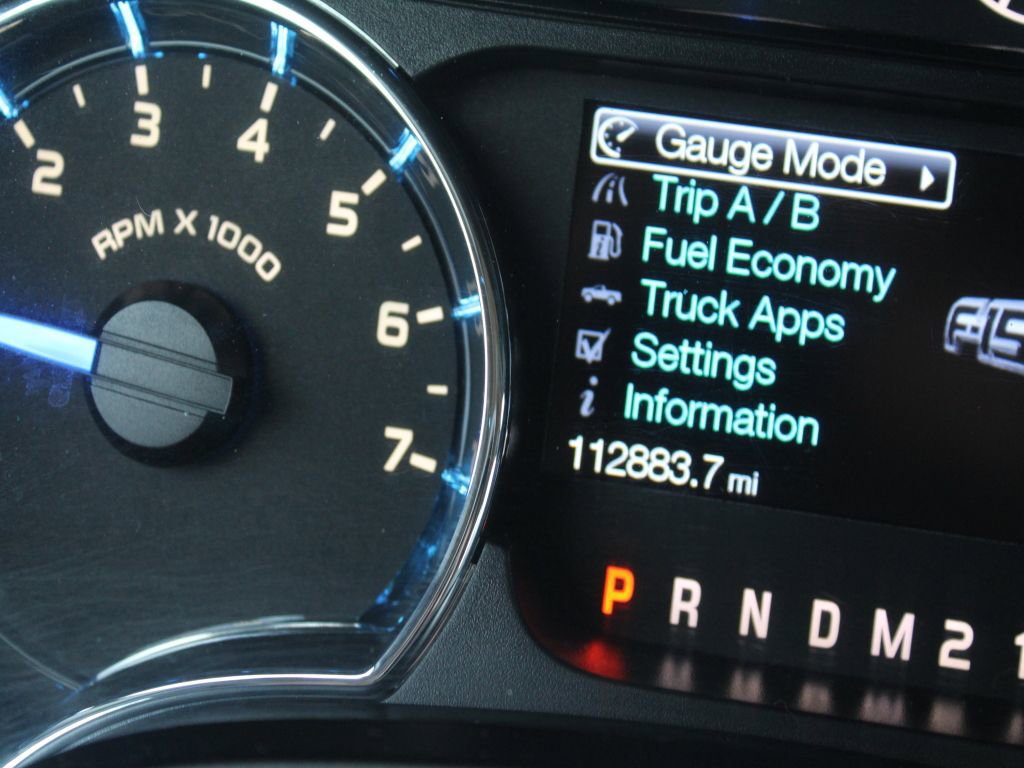 2
3
4
5
6
7
RPM X 1000
Gauge Mode
Trip A / B
Fuel Economy
Truck Apps
Settings
Information
112883.7 mi
P R N D M 2 1